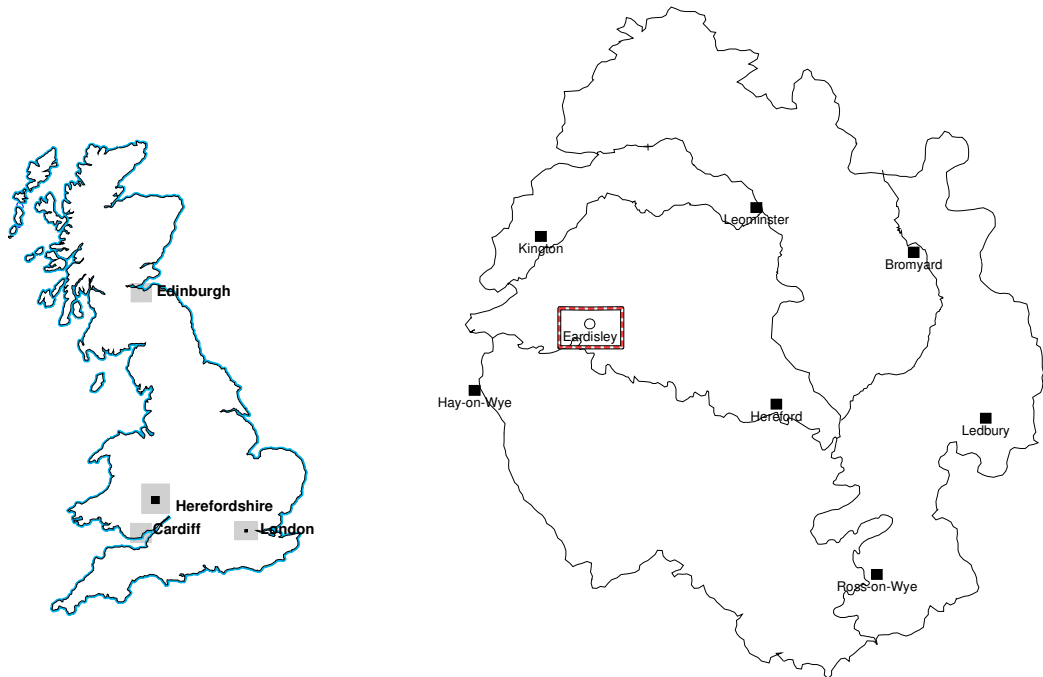 Edinburgh
Herefordshire
Cardiff
London
Leominster
Kington
Bromyard
Eardisley
Hay-on-Wye
Hereford
Ledbury
Ross-on-Wye